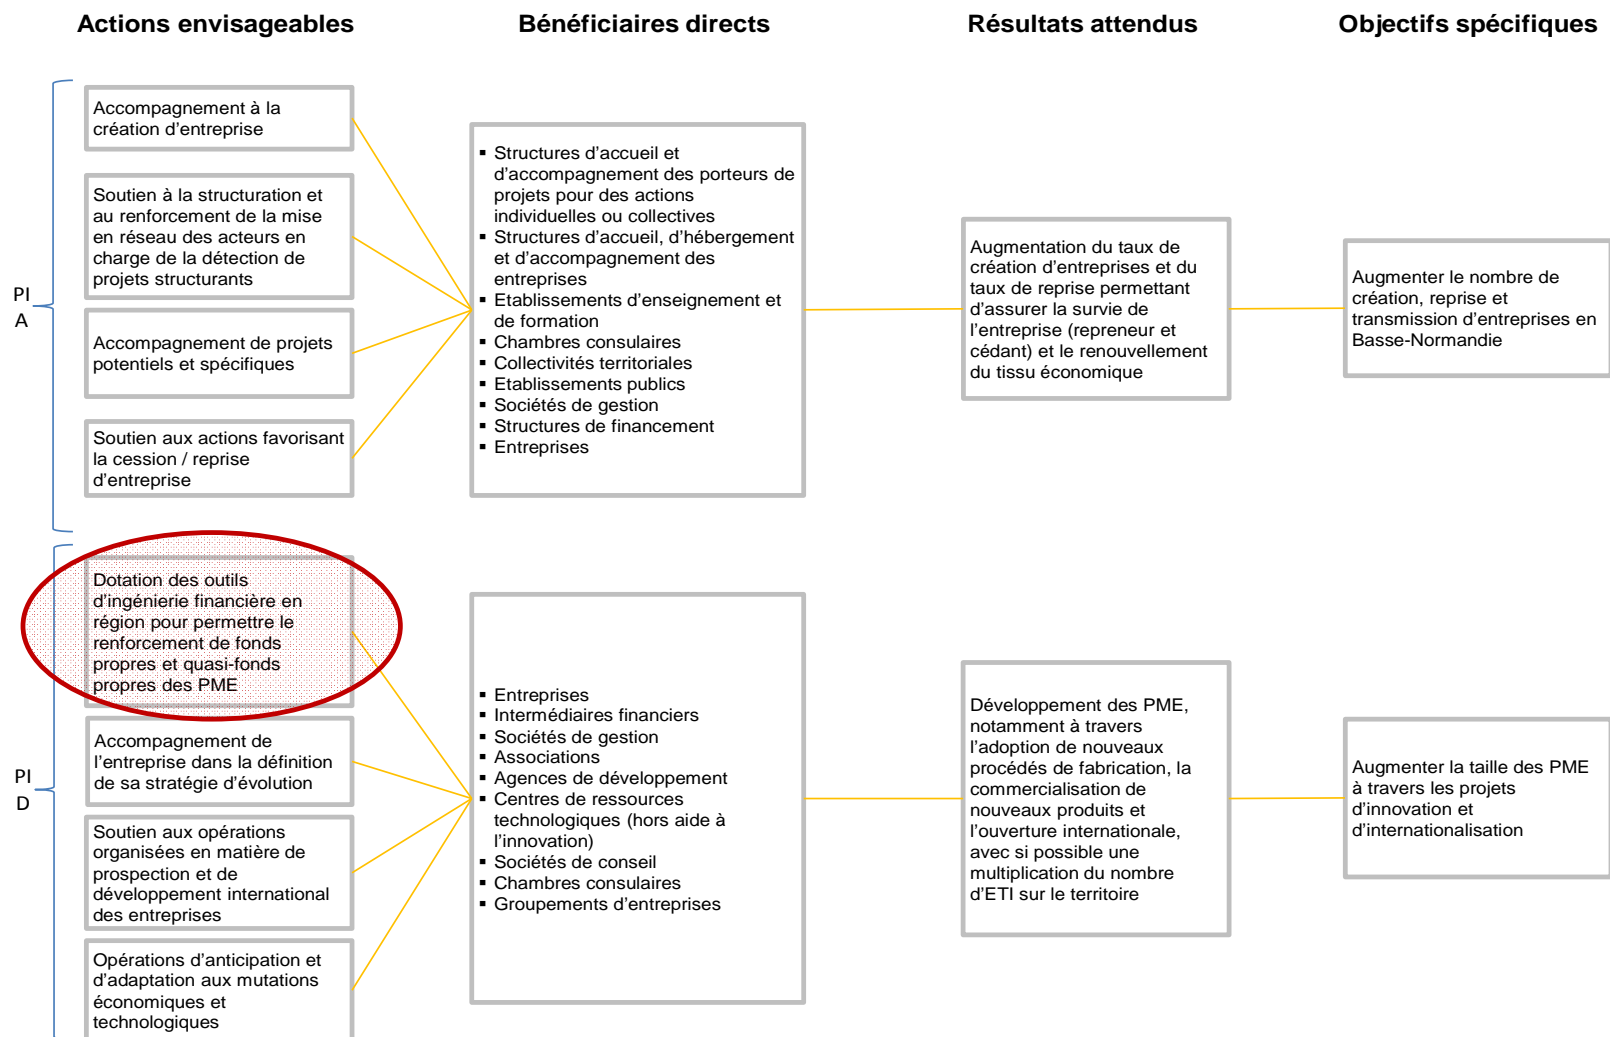 Actions envisageables
Bénéficiaires directs
Résultats attendus
Objectifs spécifiques
PI
A
Accompagnement à la
création d’entreprise
Soutien à la structuration et
au renforcement de la mise
en réseau des acteurs en
charge de la détection de
projets structurants
Accompagnement de projets
potentiels et spécifiques
Soutien aux actions favorisant
la cession / reprise
d’entreprise
▪ Structures d’accueil et
d’accompagnement des porteurs de
projets pour des actions
individuelles ou collectives
▪ Structures d’accueil, d’hébergement
et d’accompagnement des
entreprises
▪ Etablissements d’enseignement et
de formation
▪ Chambres consulaires
▪ Collectivités territoriales
▪ Etablissements publics
▪ Sociétés de gestion
▪ Structures de financement
▪ Entreprises
Augmentation du taux de
création d’entreprises et du
taux de reprise permettant
d’assurer la survie de
l’entreprise (repreneur et
cédant) et le renouvellement
du tissu économique
Augmenter le nombre de
création, reprise et
transmission d’entreprises en
Basse-Normandie
PI
D
Dotation des outils
d’ingénierie financière en
région pour permettre le
renforcement de fonds
propres et quasi-fonds
propres des PME
Accompagnement de
l’entreprise dans la définition
de sa stratégie d’évolution
Soutien aux opérations
organisées en matière de
prospection et de
développement international
des entreprises
Opérations d’anticipation et
d’adaptation aux mutations
économiques et
technologiques
▪ Entreprises
▪ Intermédiaires financiers
▪ Sociétés de gestion
▪ Associations
▪ Agences de développement
▪ Centres de ressources
technologiques (hors aide à
l’innovation)
▪ Sociétés de conseil
▪ Chambres consulaires
▪ Groupements d’entreprises
Développement des PME,
notamment à travers
l’adoption de nouveaux
procédés de fabrication, la
commercialisation de
nouveaux produits et
l’ouverture internationale,
avec si possible une
multiplication du nombre
d’ETI sur le territoire
Augmenter la taille des PME
à travers les projets
d’innovation et
d’internationalisation